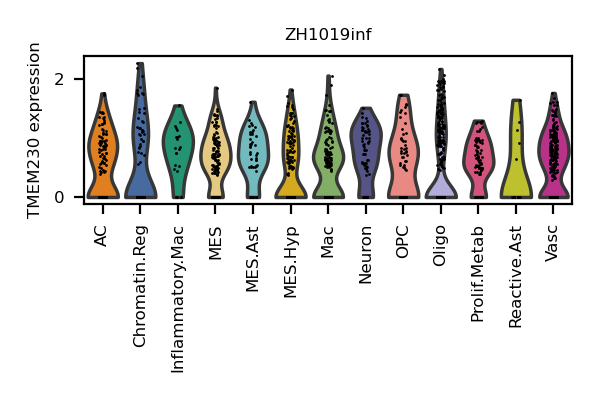 ZH1019inf
TMEM230 expression
2
0
AC
Chromatin.Reg
Inflammatory.Mac
MES
MES.Ast
MES.Hyp
Mac
Neuron
OPC
Oligo
Prolif.Metab
Reactive.Ast
Vasc